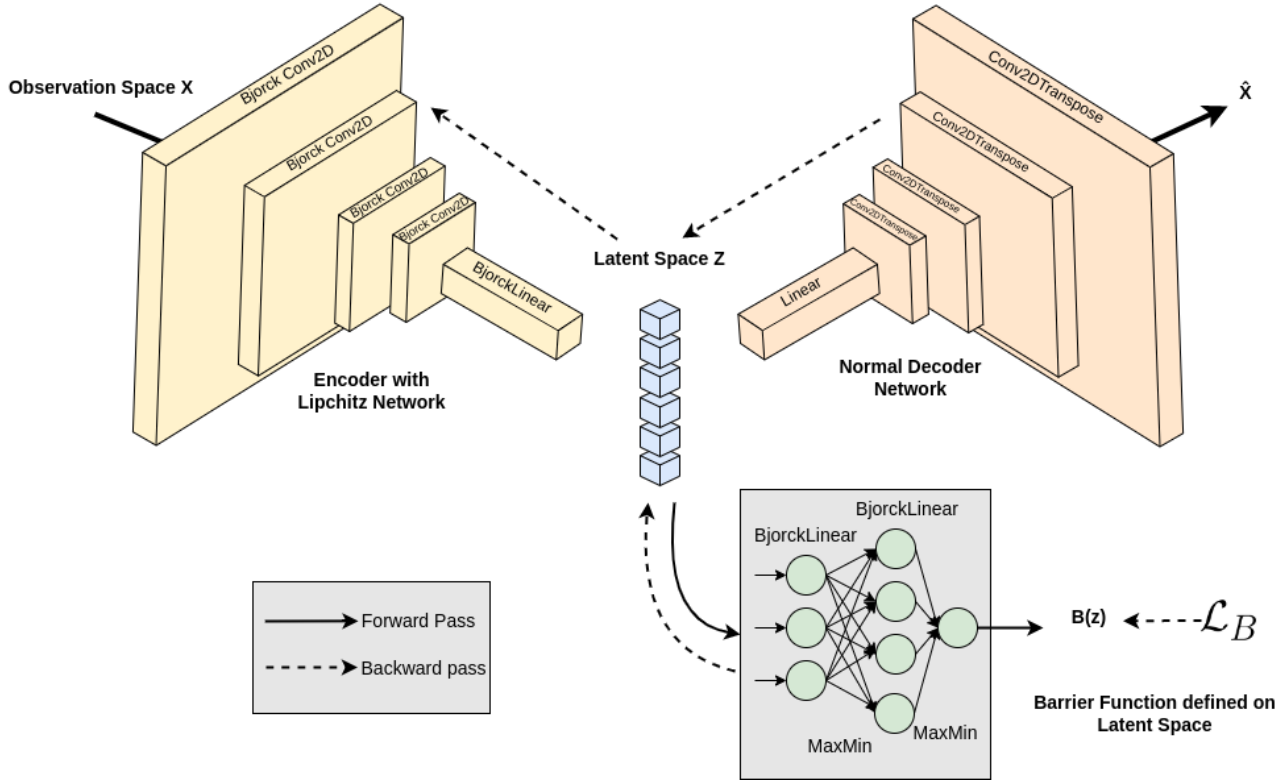 Observation Space X
Bjorck Conv2D
Bjorck Conv2D
Bjorck Conv2D
Bjorck Conv2D
BjorckLinear
Encoder with
Lipchitz Network
Latent Space Z
Conv2DTranspose
Conv2DTranspose
Conv2DTranspose
Conv2DTranspose
Linear
X̂
Normal Decoder
Network
BjorckLinear
BjorckLinear
MaxMin
MaxMin
B(z)
ℒ_B
Barrier Function defined on
Latent Space
Forward Pass
Backward pass